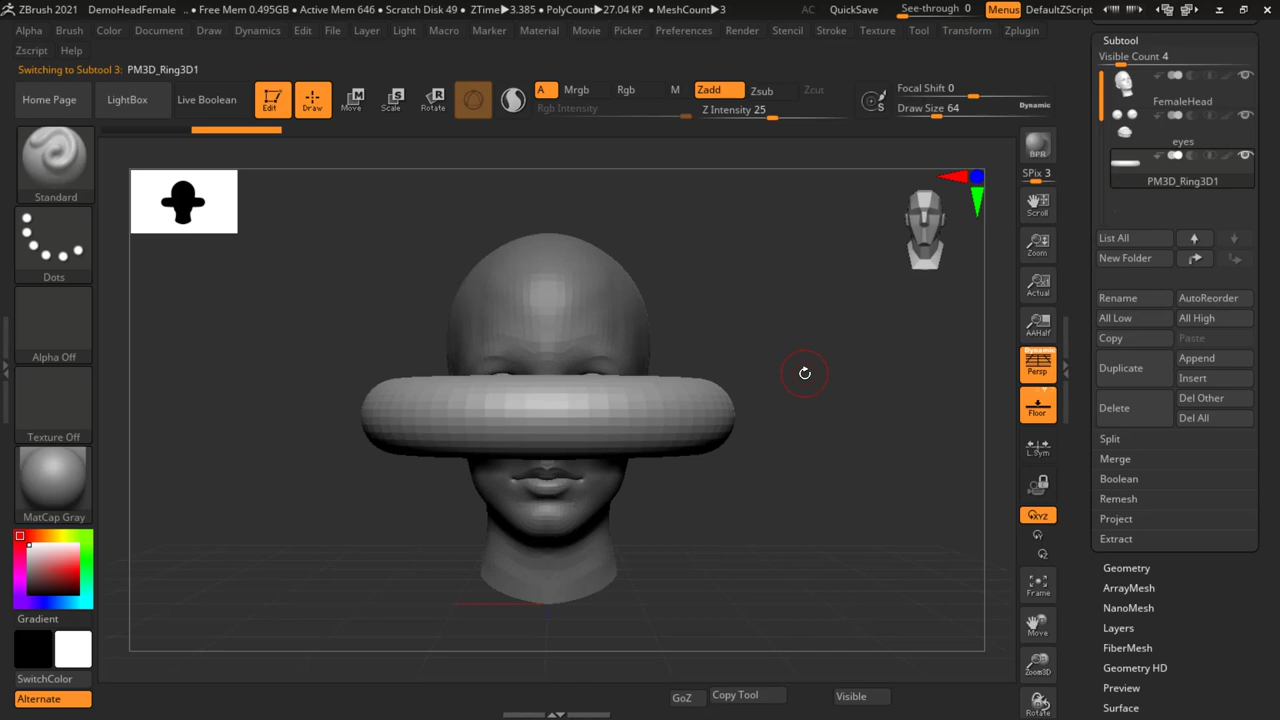 ZBrush 2021 DemoHeadFemale .. • Free Mem 0.495GB • Active Mem 646 • Scratch Disk 49 • ZTime▶3.385 • PolyCount▶27.04 KP • MeshCount▶3 AC QuickSave See-through 0 Menus DefaultZScript
Alpha Brush Color Document Draw Dynamics Edit File Layer Light Macro Marker Material Movie Picker Preferences Render Stencil Stroke Texture Tool Transform Zplugin
Zscript Help
Switching to Subtool 3: PM3D_Ring3D1
Home Page LightBox Live Boolean Edit Draw Move Scale Rotate
A Mrgb Rgb M Zadd Zsub Zcut
Rgb Intensity Z Intensity 25
Focal Shift 0
Draw Size 64 Dynamic
S
Standard
Dots
Alpha Off
Texture Off
MatCap Gray
Gradient
SwitchColor
Alternate
BPR
SPix 3
Scroll
Zoom
Actual
AAHalf
Dynamic
Persp
Floor
L.Sym
XYZ
Y
Z
Frame
Move
Zoom3D
Rotate
Subtool
Visible Count 4
FemaleHead
eyes
PM3D_Ring3D1
List All
New Folder
Rename AutoReorder
All Low All High
Copy Paste
Duplicate Append
Insert
Delete Del Other
Del All
Split
Merge
Boolean
Remesh
Project
Extract
Geometry
ArrayMesh
NanoMesh
Layers
FiberMesh
Geometry HD
Preview
Surface
GoZ Copy Tool Visible